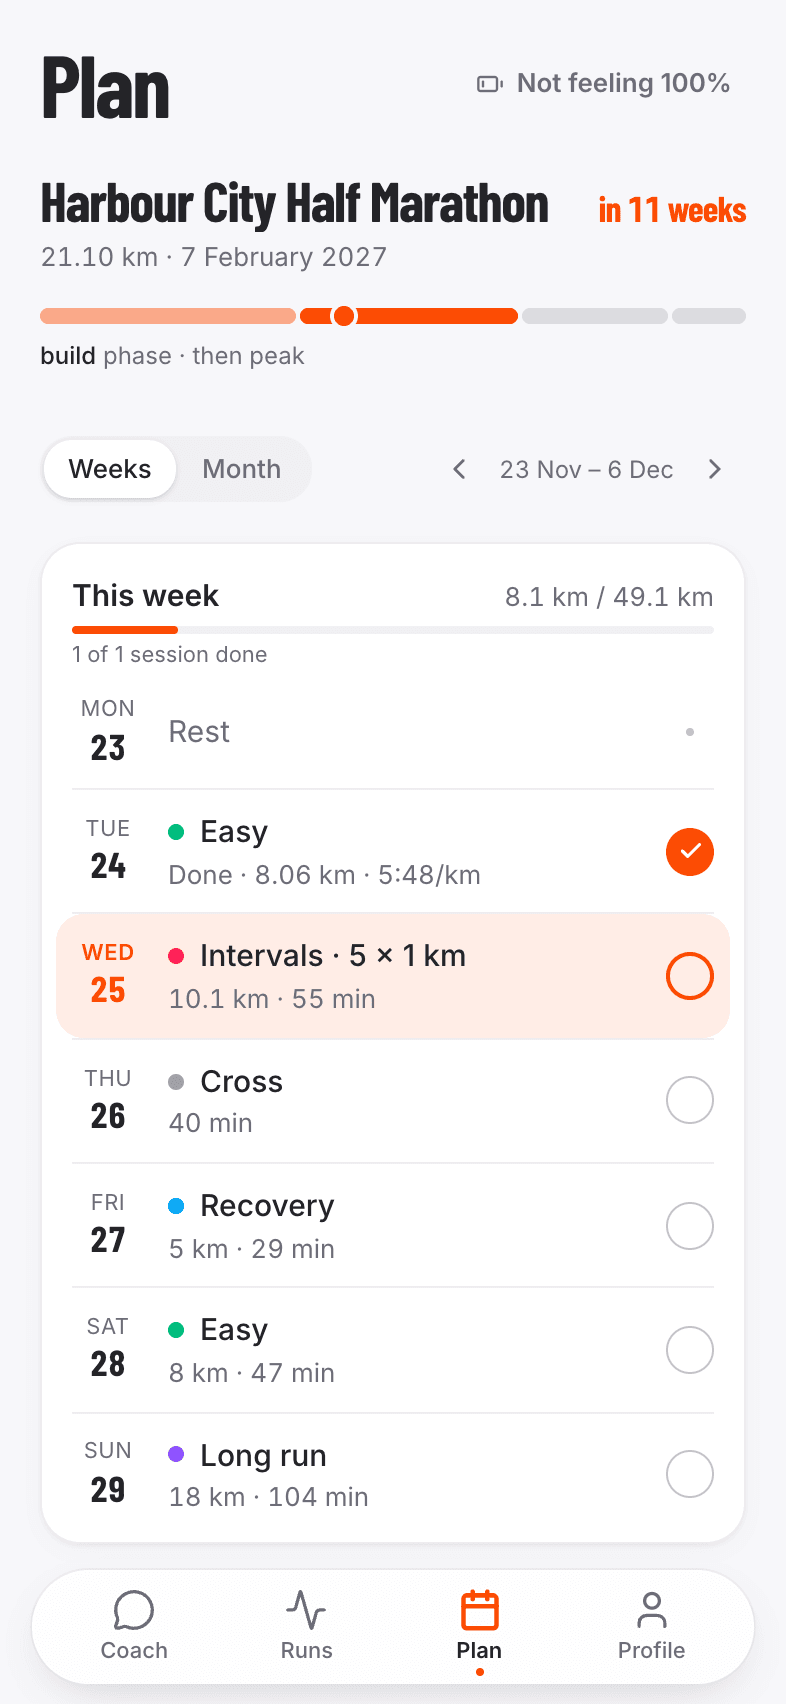 Plan
Not feeling 100%
Harbour City Half Marathon
in 11 weeks
21.10 km · 7 February 2027
build phase · then peak
Weeks
Month
23 Nov – 6 Dec
This week
8.1 km / 49.1 km
1 of 1 session done
MON
23
Rest
TUE
24
Easy
Done · 8.06 km · 5:48/km
WED
25
Intervals · 5 × 1 km
10.1 km · 55 min
THU
26
Cross
40 min
FRI
27
Recovery
5 km · 29 min
SAT
28
Easy
8 km · 47 min
SUN
29
Long run
18 km · 104 min
Coach
Runs
Plan
Profile